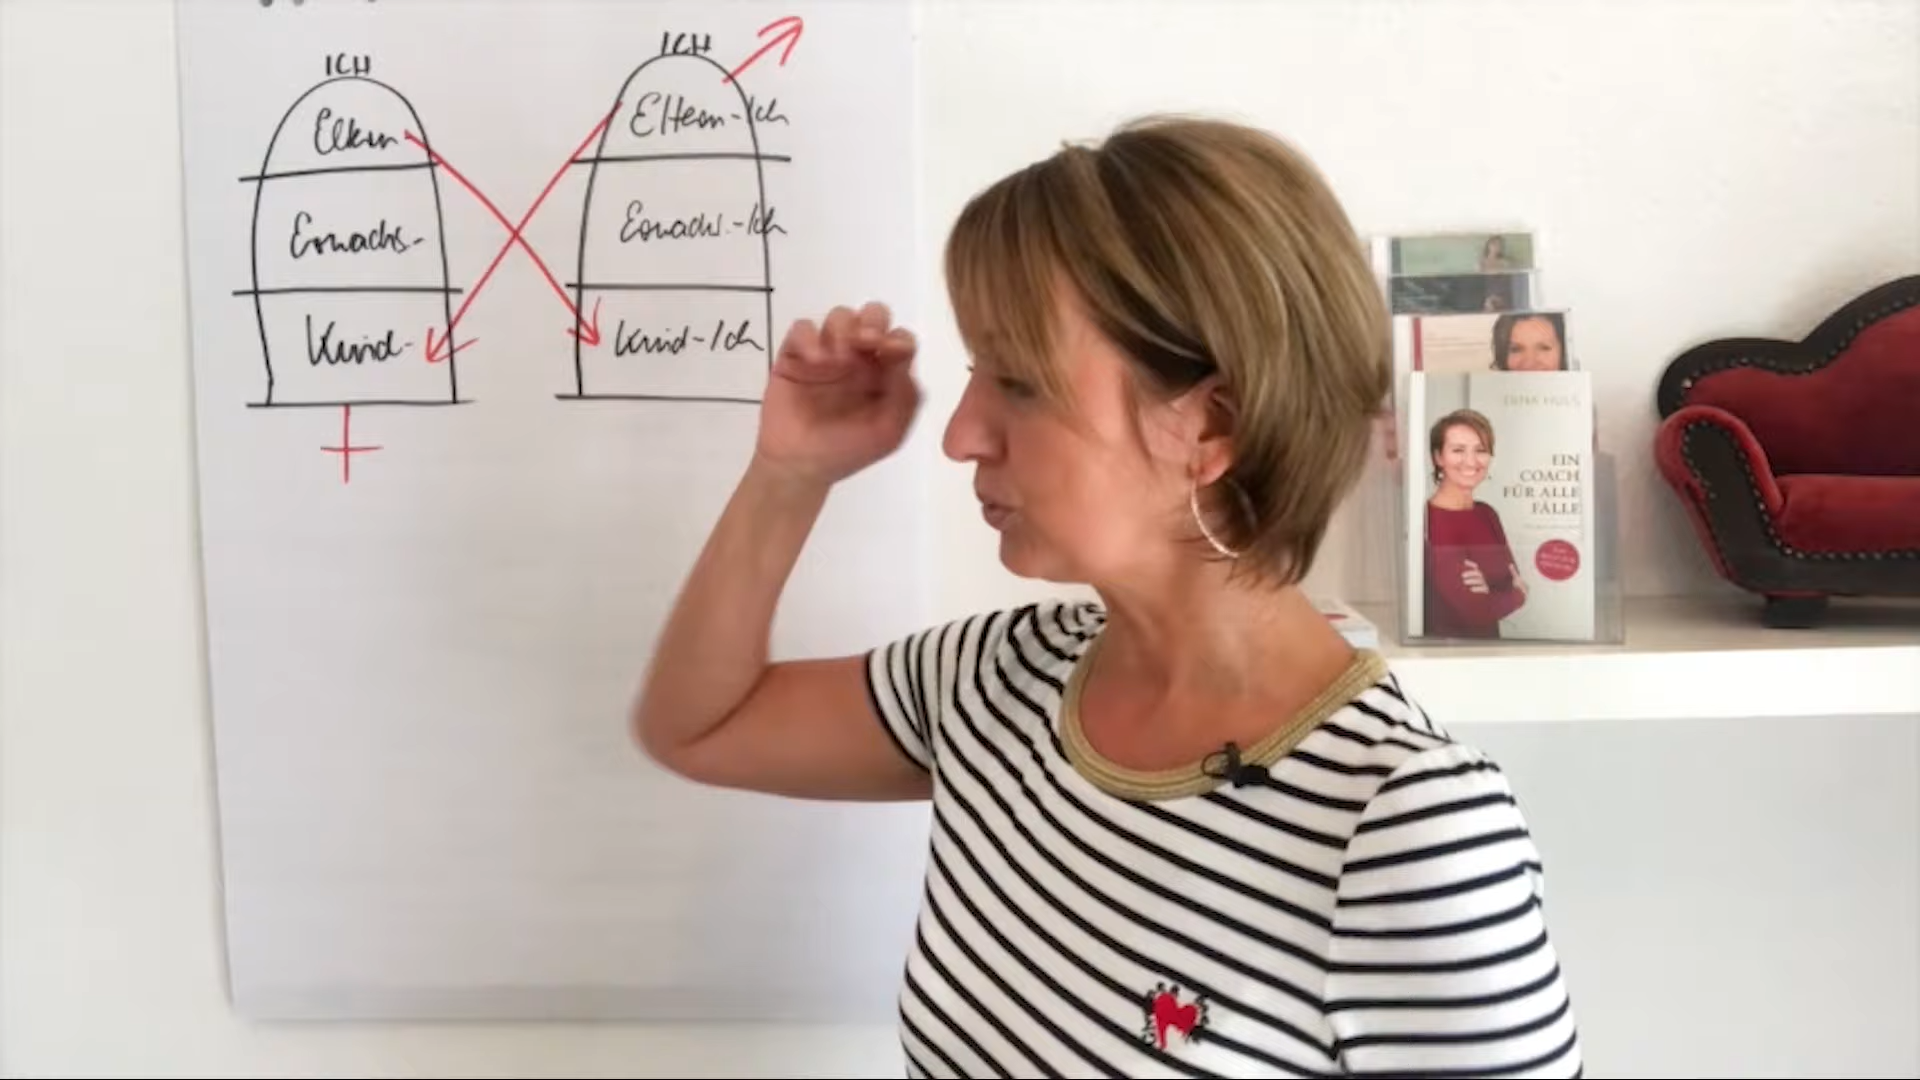 ICH
Eltern
Erwachs-
Kind-
ICH
Eltern-Ich
Erwachs.-Ich
Kind-Ich
EIN
COACH
FÜR ALLE
FÄLLE